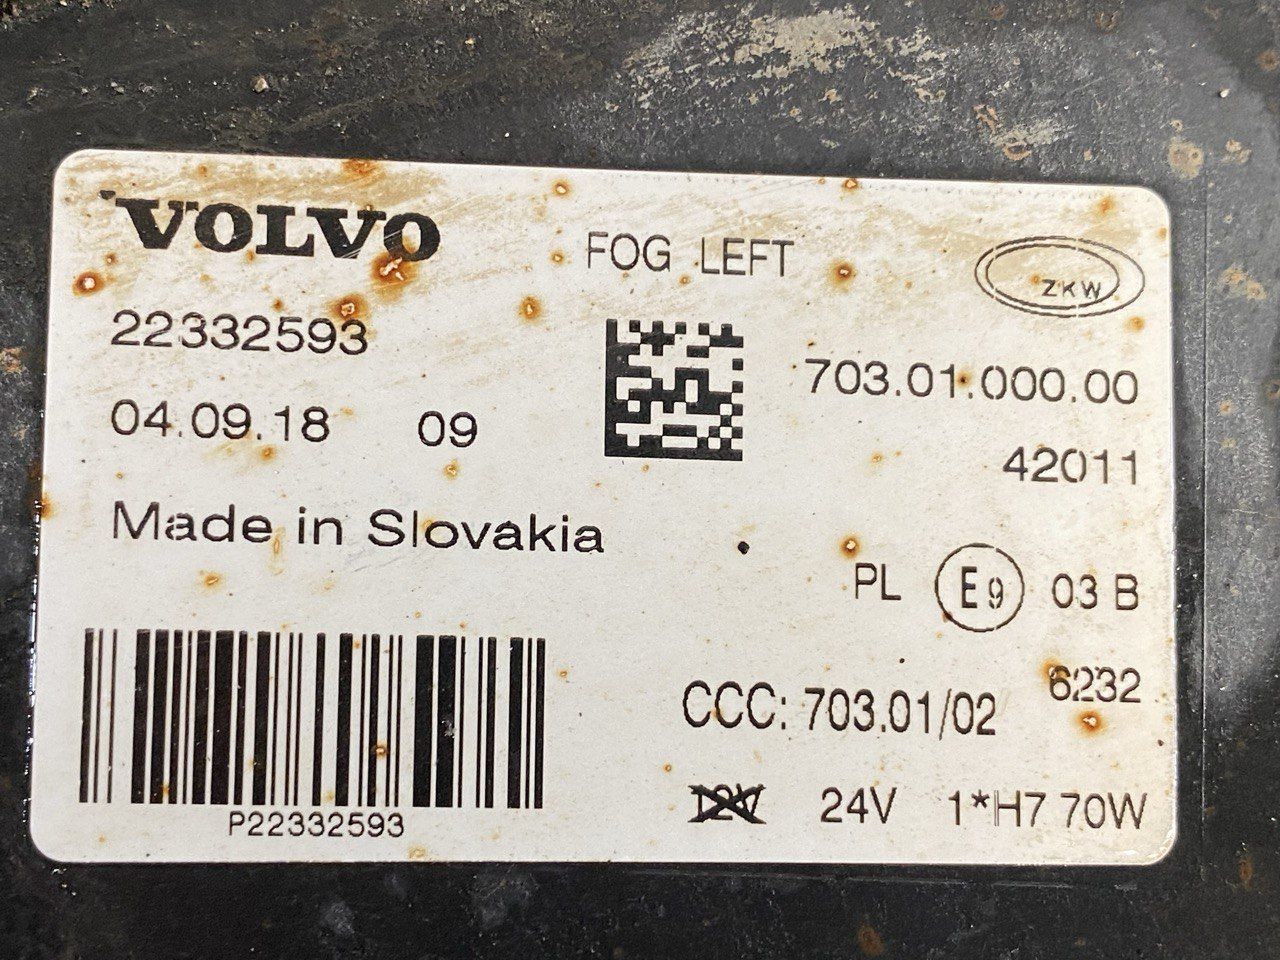 VOLVO
FOG LEFT
ZKW
22332593
703.01.000.00
04.09.18 09
42011
Made in Slovakia
PL E9 03 B
6232
CCC: 703.01/02
12V 24V 1*H7 70W
P22332593